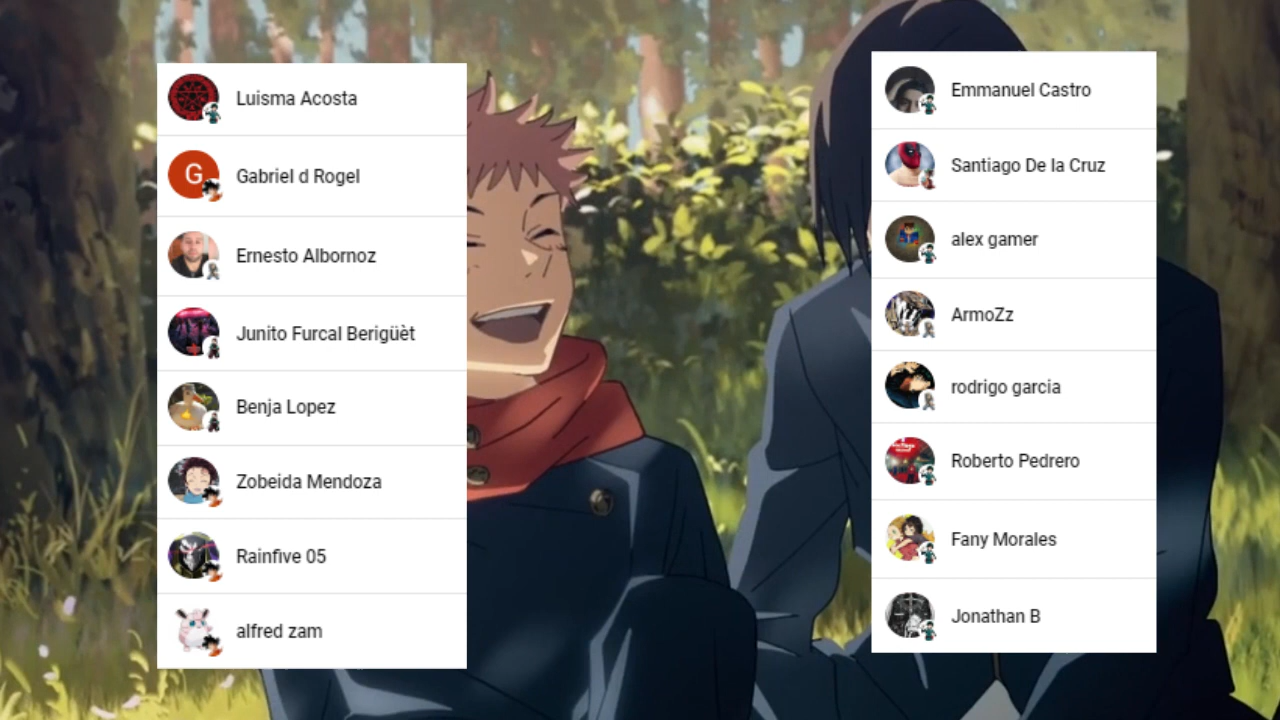 Luisma Acosta
G
Gabriel d Rogel
Ernesto Albornoz
Junito Furcal Berigüèt
Benja Lopez
Zobeida Mendoza
Rainfive 05
alfred zam
Emmanuel Castro
Santiago De la Cruz
alex gamer
ArmoZz
rodrigo garcia
Roberto Pedrero
Fany Morales
Jonathan B